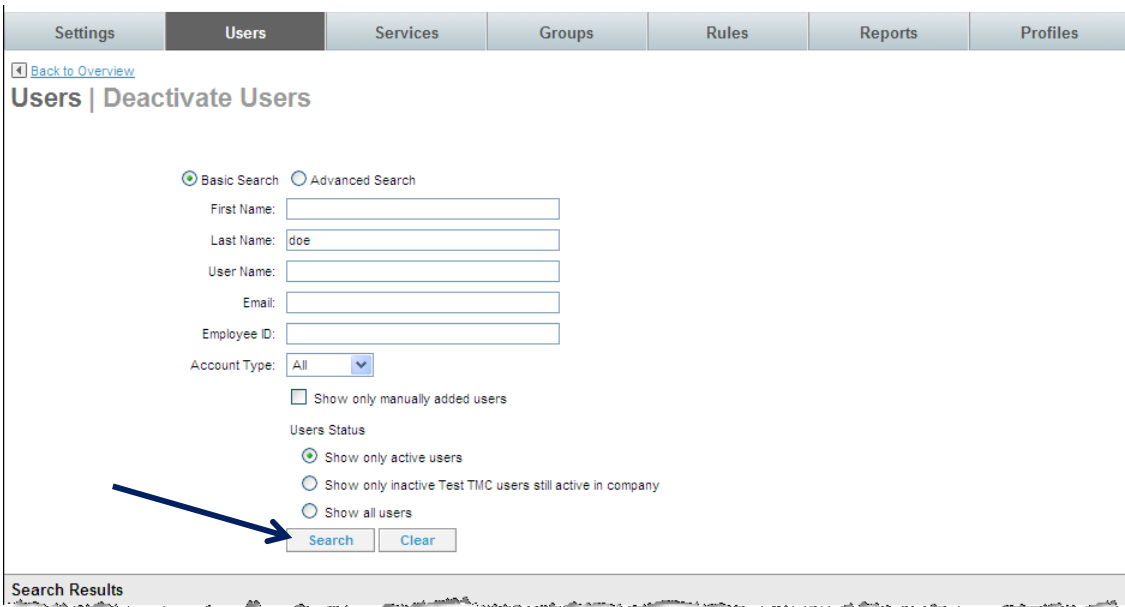 Settings Users Services Groups Rules Reports Profiles
Back to Overview
Users | Deactivate Users
Basic Search Advanced Search
First Name:
Last Name: doe
User Name:
Email:
Employee ID:
Account Type: All
Show only manually added users
Users Status
Show only active users
Show only inactive Test TMC users still active in company
Show all users
Search Clear
Search Results